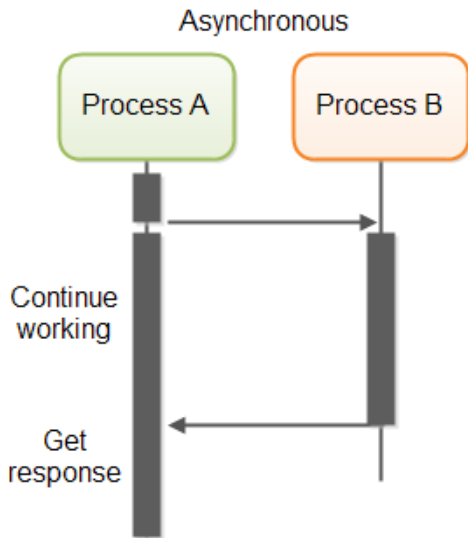 Asynchronous
Process A
Process B
Continue
working
Get
response